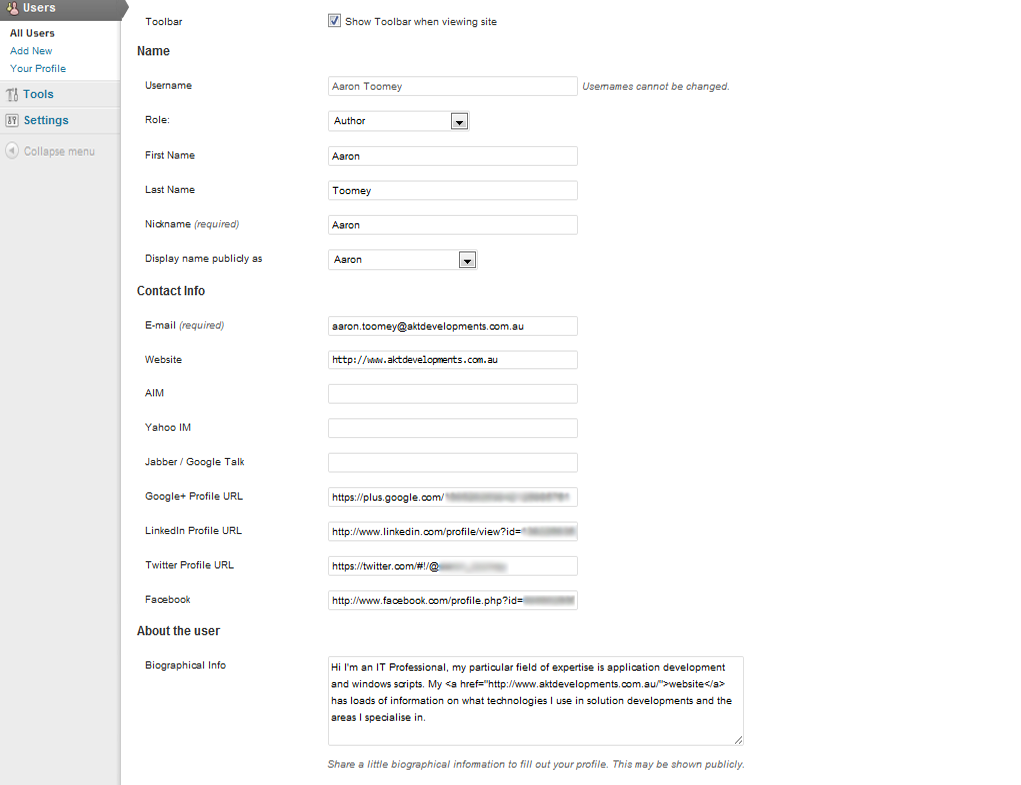 Users
All Users
Add New
Your Profile
Tools
Settings
Collapse menu
Toolbar
Show Toolbar when viewing site
Name
Username
Aaron Toomey
Usernames cannot be changed.
Role:
Author
First Name
Aaron
Last Name
Toomey
Nickname (required)
Aaron
Display name publicly as
Aaron
Contact Info
E-mail (required)
aaron.toomey@aktdevelopments.com.au
Website
http://www.aktdevelopments.com.au
AIM
Yahoo IM
Jabber / Google Talk
Google+ Profile URL
https://plus.google.com/
LinkedIn Profile URL
http://www.linkedin.com/profile/view?id=
Twitter Profile URL
https://twitter.com/#!/@
Facebook
http://www.facebook.com/profile.php?id=
About the user
Biographical Info
Hi I'm an IT Professional, my particular field of expertise is application development
and windows scripts. My <a href="http://www.aktdevelopments.com.au/">website</a>
has loads of information on what technologies I use in solution developments and the
areas I specialise in.
Share a little biographical information to fill out your profile. This may be shown publicly.